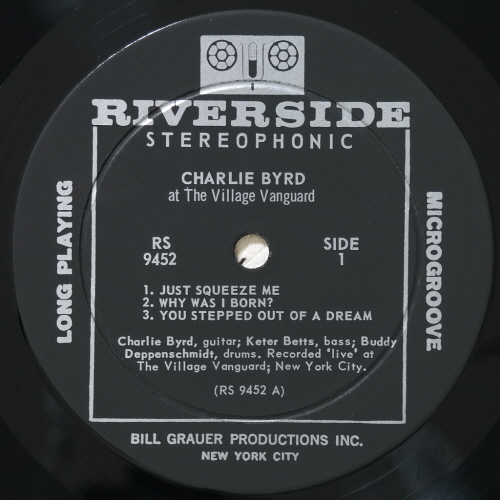 RIVERSIDE
STEREOPHONIC
CHARLIE BYRD
at The Village Vanguard
RS
9452
SIDE
1
LONG PLAYING
MICROGROOVE
1. JUST SQUEEZE ME
2. WHY WAS I BORN?
3. YOU STEPPED OUT OF A DREAM
Charlie Byrd, guitar; Keter Betts, bass; Buddy
Deppenschmidt, drums. Recorded "live" at
The Village Vanguard; New York City.
(RS 9452 A)
BILL GRAUER PRODUCTIONS INC.
NEW YORK CITY